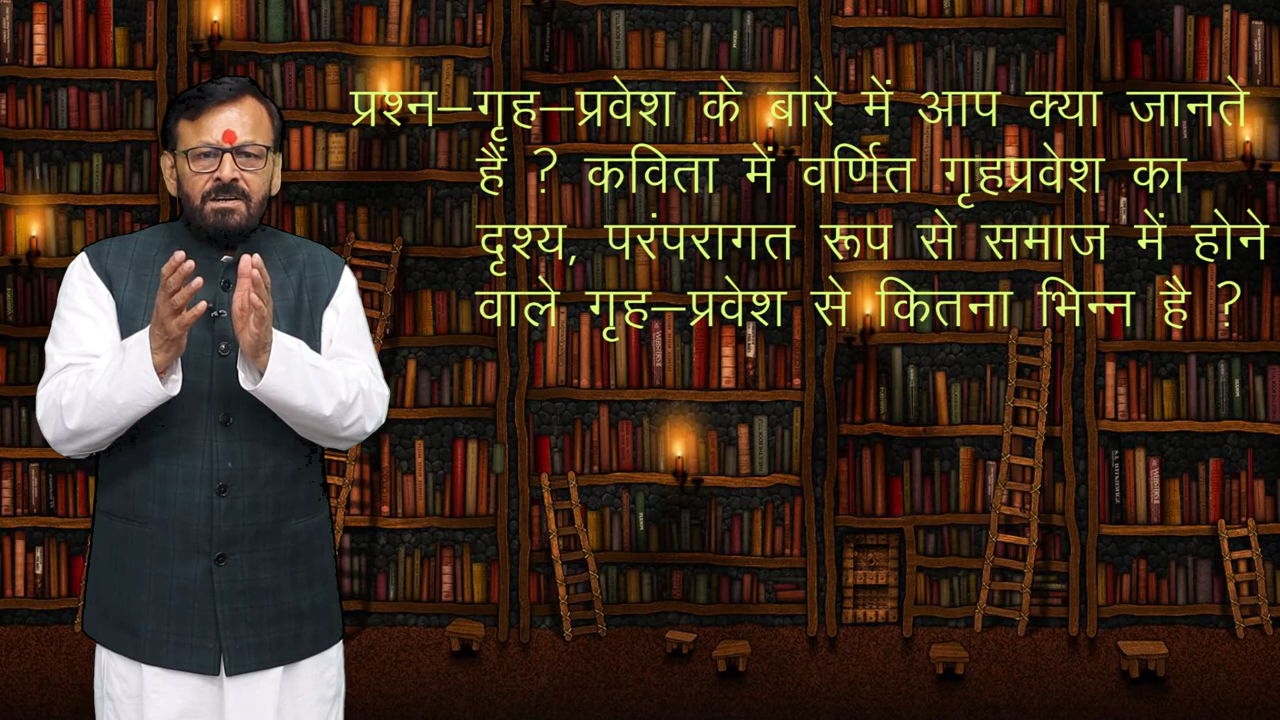 प्रश्न–गृह–प्रवेश के बारे में आप क्या जानते
हैं ? कविता में वर्णित गृहप्रवेश का
दृश्य, परंपरागत रूप से समाज में होने
वाले गृह–प्रवेश से कितना भिन्न है ?